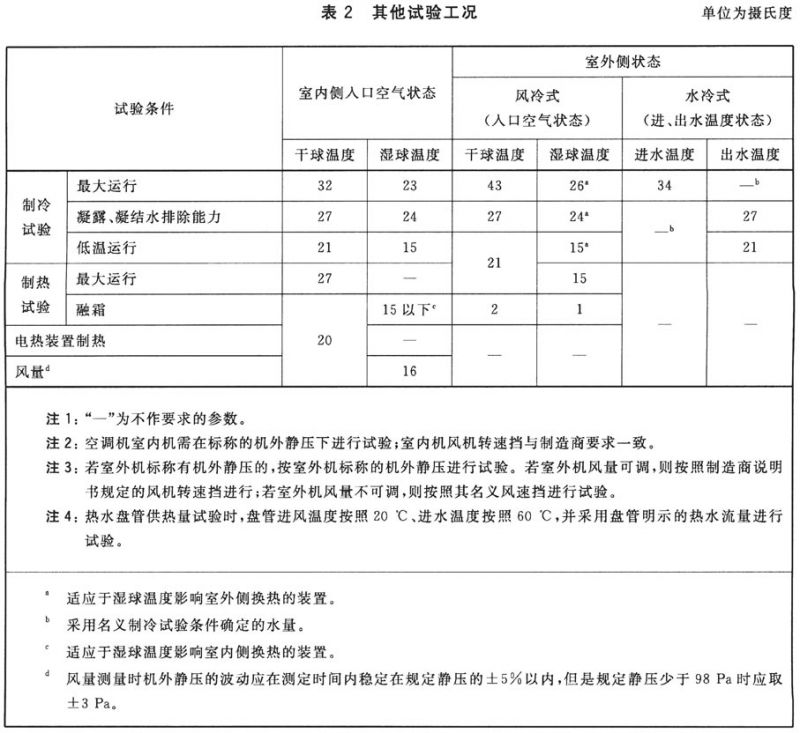 表 2 其他试验工况 单位为摄氏度
试验条件 室内侧入口空气状态 室外侧状态
风冷式 水冷式
(入口空气状态) (进、出水温度状态)
干球温度 湿球温度 干球温度 湿球温度 进水温度 出水温度
制冷试验 最大运行 32 23 43 26ᵃ 34 —ᵇ
凝露、凝结水排除能力 27 24 27 24ᵃ —ᵇ 27
低温运行 21 15 21 15ᵃ 21
制热试验 最大运行 27 — 15 — —
融霜 20 15以下ᶜ 2 1
电热装置制热 — — —
风量ᵈ 16
注 1：“—”为不作要求的参数。
注 2：空调机室内机需在标称的机外静压下进行试验；室内机风机转速挡与制造商要求一致。
注 3：若室外机标称有机外静压的，按室外机标称的机外静压进行试验。若室外机风量可调，则按照制造商说明
书规定的风机转速挡进行；若室外机风量不可调，则按照其名义风速挡进行试验。
注 4：热水盘管供热量试验时，盘管进风温度按照 20 ℃、进水温度按照 60 ℃，并采用盘管明示的热水流量进行
试验。
ᵃ 适应于湿球温度影响室外侧换热的装置。
ᵇ 采用名义制冷试验条件确定的水量。
ᶜ 适应于湿球温度影响室内侧换热的装置。
ᵈ 风量测量时机外静压的波动应在测定时间内稳定在规定静压的±5%以内，但是规定静压少于 98 Pa 时应取
±3 Pa。